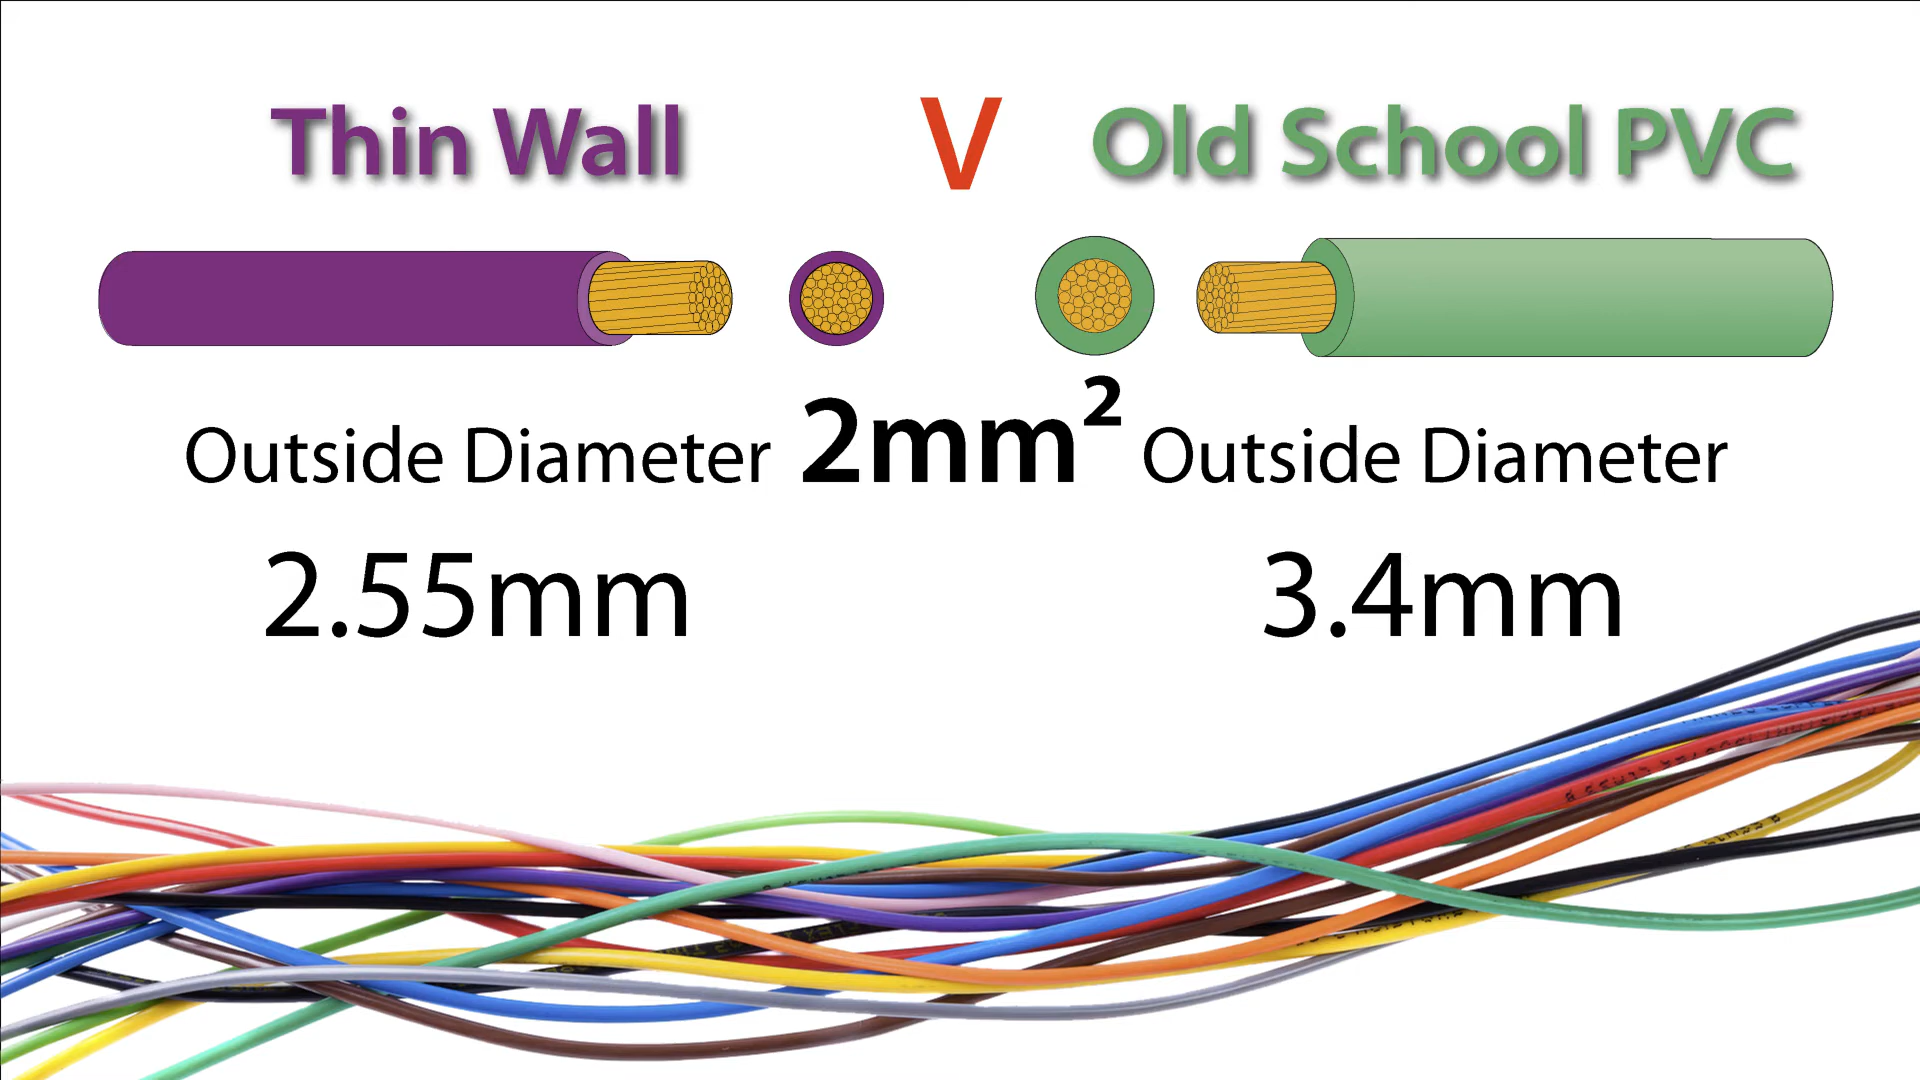 Thin Wall V Old School PVC
Outside Diameter 2mm² Outside Diameter
2.55mm 3.4mm